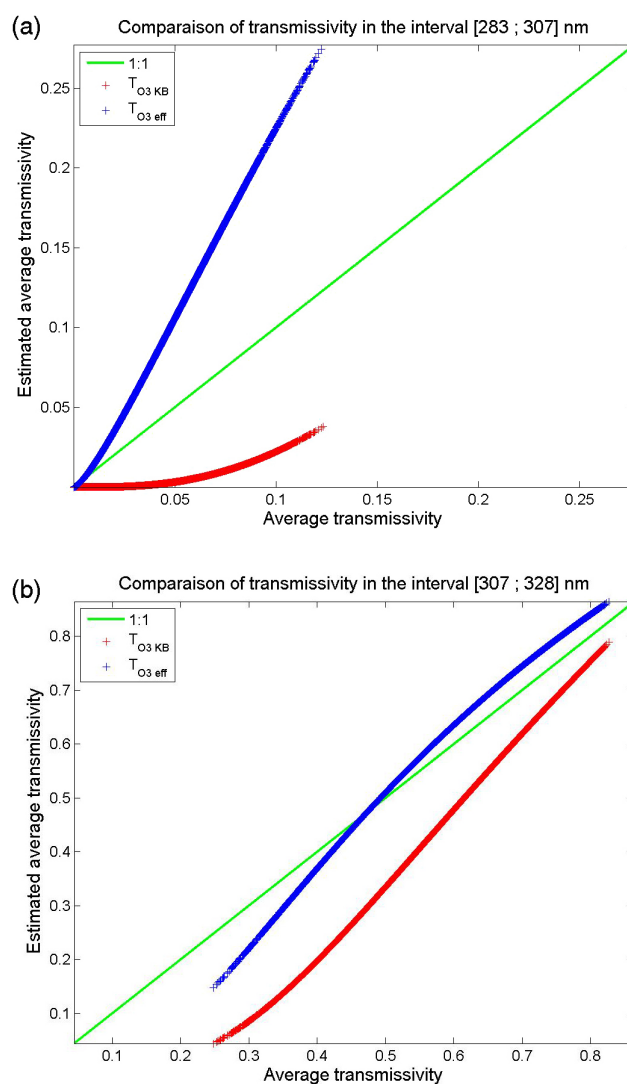 (a)
Comparaison of transmissivity in the interval [283 ; 307] nm
1:1
T O3 KB
T O3 eff
Estimated average transmissivity
0.25
0.2
0.15
0.1
0.05
0.05 0.1 0.15 0.2 0.25
Average transmissivity
(b)
Comparaison of transmissivity in the interval [307 ; 328] nm
1:1
T O3 KB
T O3 eff
Estimated average transmissivity
0.8
0.7
0.6
0.5
0.4
0.3
0.2
0.1
0.1 0.2 0.3 0.4 0.5 0.6 0.7 0.8
Average transmissivity